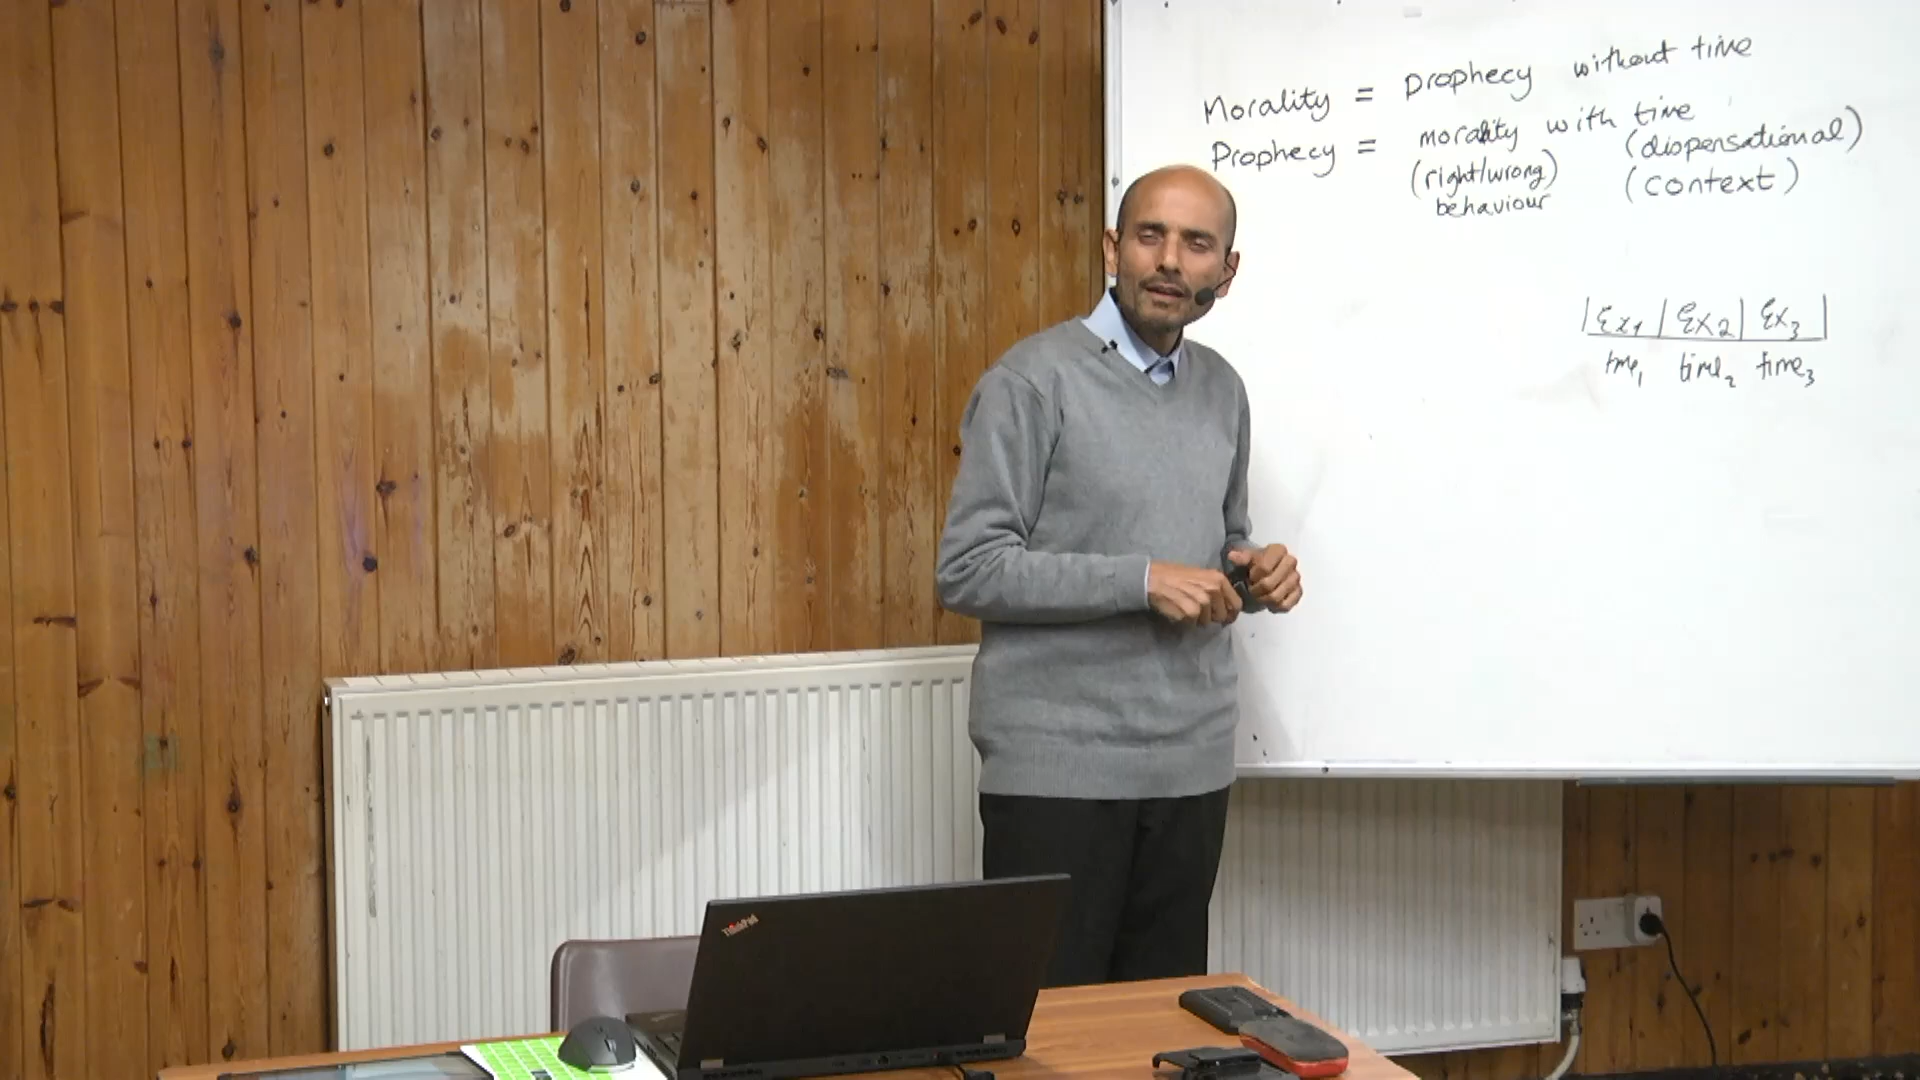 Morality = prophecy without time
Prophecy = morality with time
(right/wrong) (dispensational)
behaviour (context)
|Ex1|Ex2|Ex3|
time1 time2 time3
ThinkPad